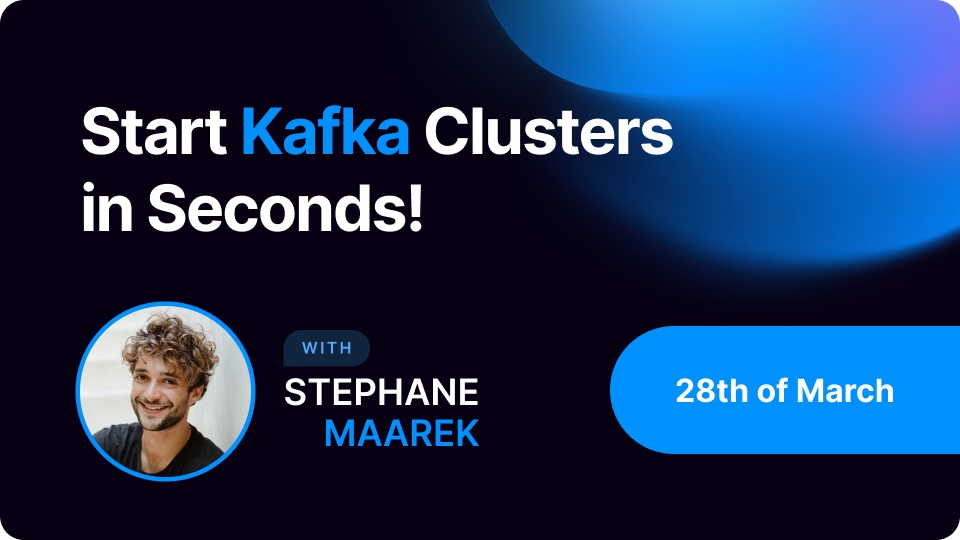 Start Kafka Clusters
in Seconds!
WITH
STEPHANE
MAAREK
28th of March